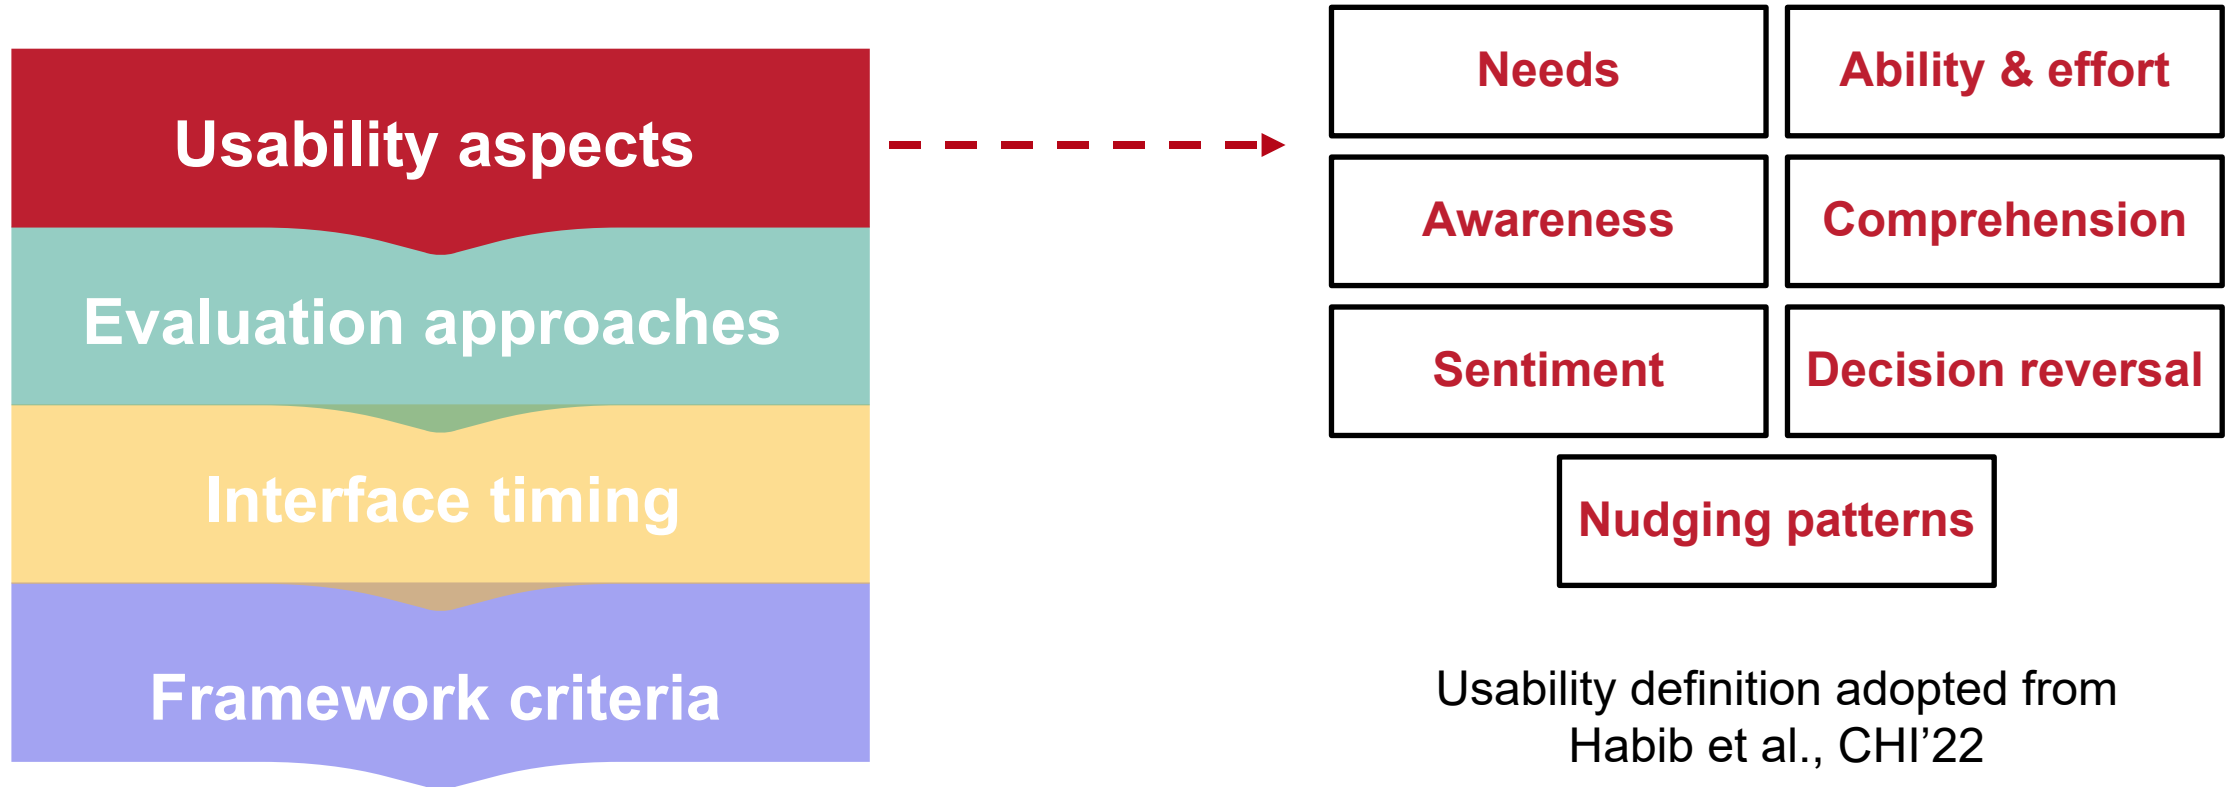 Usability aspects
Evaluation approaches
Interface timing
Framework criteria
Needs
Ability & effort
Awareness
Comprehension
Sentiment
Decision reversal
Nudging patterns
Usability definition adopted from
Habib et al., CHI’22